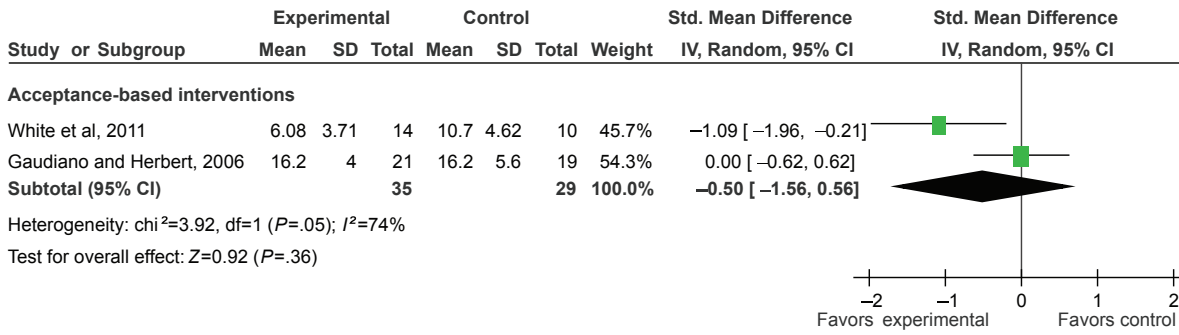 Experimental Control Std. Mean Difference Std. Mean Difference
Study or Subgroup Mean SD Total Mean SD Total Weight IV, Random, 95% CI IV, Random, 95% CI
Acceptance-based interventions
White et al, 2011 6.08 3.71 14 10.7 4.62 10 45.7% –1.09 [ –1.96, –0.21]
Gaudiano and Herbert, 2006 16.2 4 21 16.2 5.6 19 54.3% 0.00 [ –0.62, 0.62]
Subtotal (95% CI) 35 29 100.0% –0.50 [ –1.56, 0.56]
Heterogeneity: chi²=3.92, df=1 (P=.05); I²=74%
Test for overall effect: Z=0.92 (P=.36)
–2 –1 0 1 2
Favors experimental Favors control